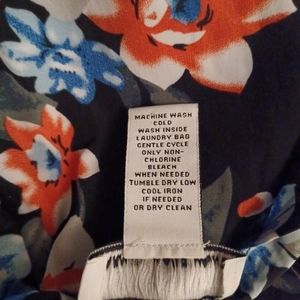 MACHINE WASH
COLD
WASH INSIDE
LAUNDRY BAG
GENTLE CYCLE
ONLY NON-
CHLORINE
BLEACH
WHEN NEEDED
TUMBLE DRY LOW
COOL IRON
IF NEEDED
OR DRY CLEAN